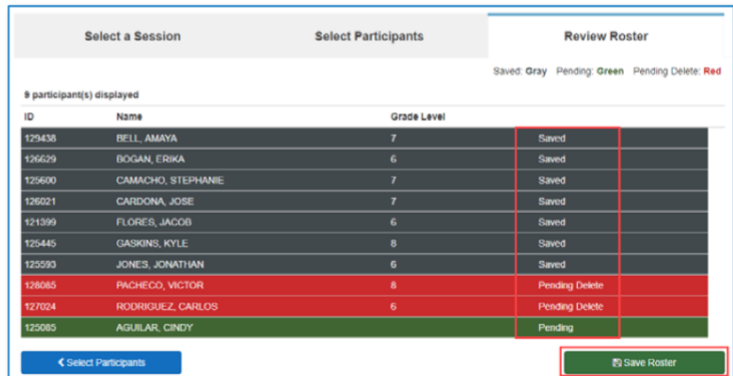 Select a Session Select Participants Review Roster
Saved: Gray Pending: Green Pending Delete: Red
9 participant(s) displayed
ID Name Grade Level
129438 BELL, AMAYA 7 Saved
126629 BOGAN, ERIKA 6 Saved
125600 CAMACHO, STEPHANIE 7 Saved
126021 CARDONA, JOSE 7 Saved
121399 FLORES, JACOB 6 Saved
125445 GASKINS, KYLE 8 Saved
125593 JONES, JONATHAN 6 Saved
128085 PACHECO, VICTOR 8 Pending Delete
127024 RODRIGUEZ, CARLOS 6 Pending Delete
125085 AGUILAR, CINDY Pending
Select Participants Save Roster